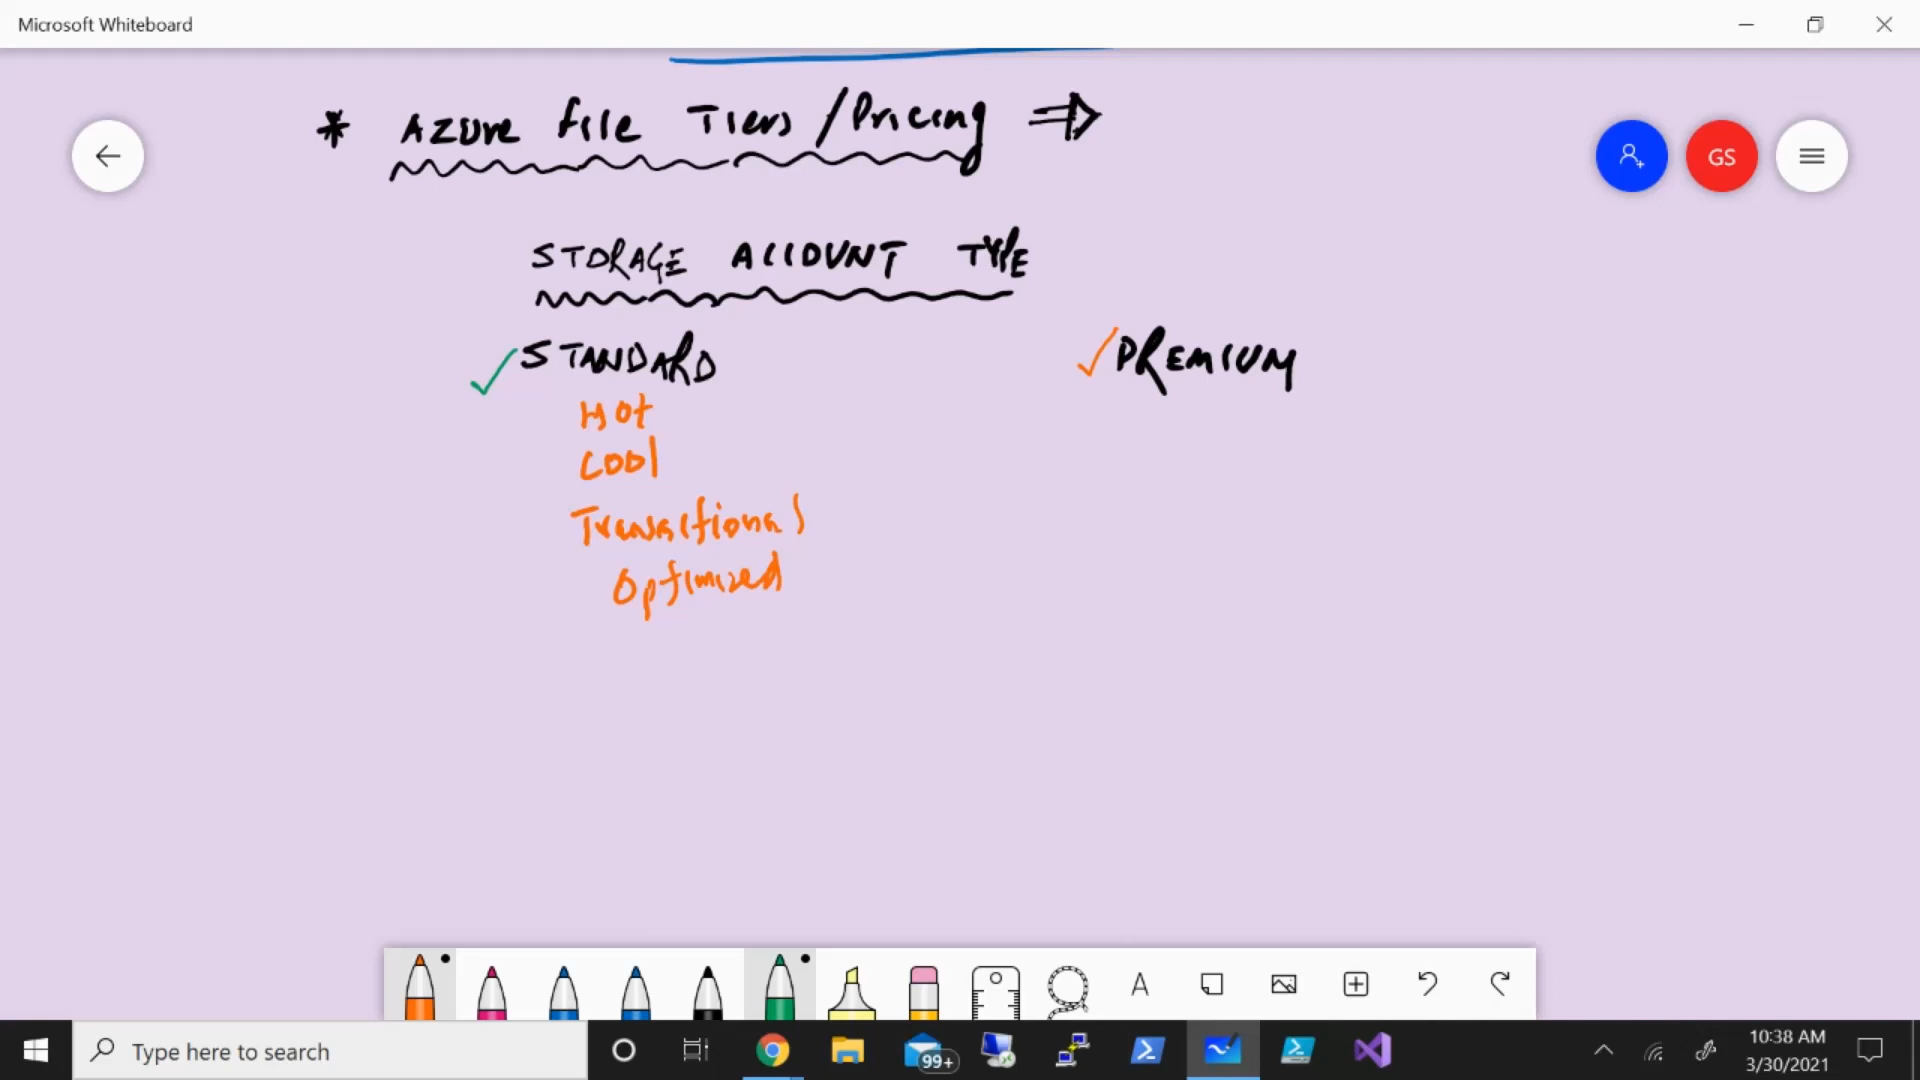 Microsoft Whiteboard
* Azure File Tiers/Pricing ⇒
GS
STORAGE ACCOUNT TYPE
✓ STANDARD ✓ PREMIUM
Hot
Cool
Transactional
Optimized
A
Type here to search
99+
10:38 AM
3/30/2021